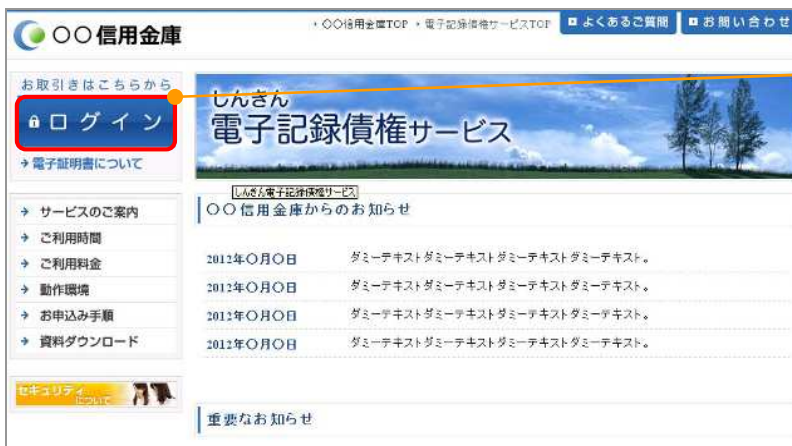 〇〇信用金庫
〇〇信用金庫TOP
電子記録債権サービスTOP
よくあるご質問
お問い合わせ
お取引きはこちらから
ログイン
電子証明書について
しんきん
電子記録債権サービス
しんきん電子記録債権サービス
サービスのご案内
ご利用時間
ご利用料金
動作環境
お申込み手順
資料ダウンロード
セキュリティ
について
〇〇信用金庫からのお知らせ
2012年〇月〇日 ダミーテキストダミーテキストダミーテキストダミーテキスト。
2012年〇月〇日 ダミーテキストダミーテキストダミーテキストダミーテキスト。
2012年〇月〇日 ダミーテキストダミーテキストダミーテキストダミーテキスト。
2012年〇月〇日 ダミーテキストダミーテキストダミーテキストダミーテキスト。
重要なお知らせ